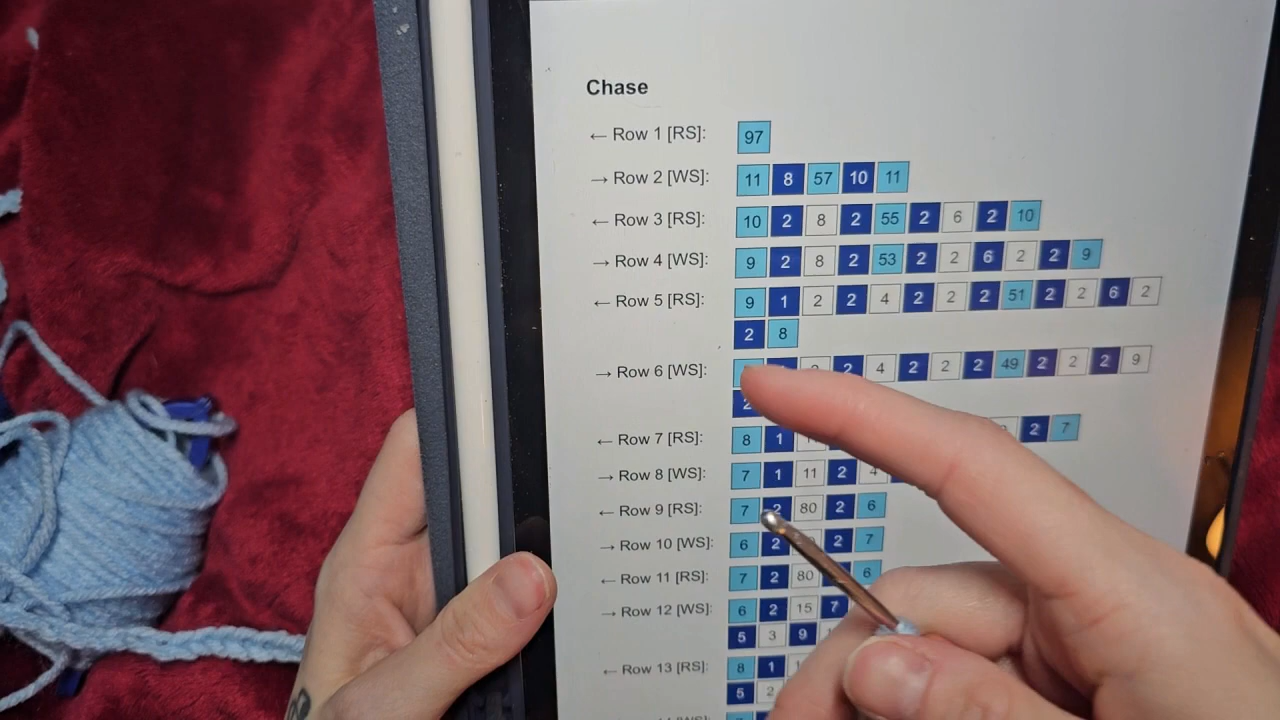 Chase
← Row 1 [RS]: 97
→ Row 2 [WS]: 11 8 57 10 11
← Row 3 [RS]: 10 2 8 2 55 2 6 2 10
→ Row 4 [WS]: 9 2 8 2 53 2 2 6 2 2 9
← Row 5 [RS]: 9 1 2 2 4 2 2 2 51 2 2 6 2
2 8
→ Row 6 [WS]: 2 4 2 2 2 49 2 2 2 9
2
← Row 7 [RS]: 8 1 2 7
→ Row 8 [WS]: 7 1 11 2 4
← Row 9 [RS]: 7 2 80 2 6
→ Row 10 [WS]: 6 2 2 7
← Row 11 [RS]: 7 2 80 6
→ Row 12 [WS]: 6 2 15 7
5 3 9
← Row 13 [RS]: 8 1
5 2